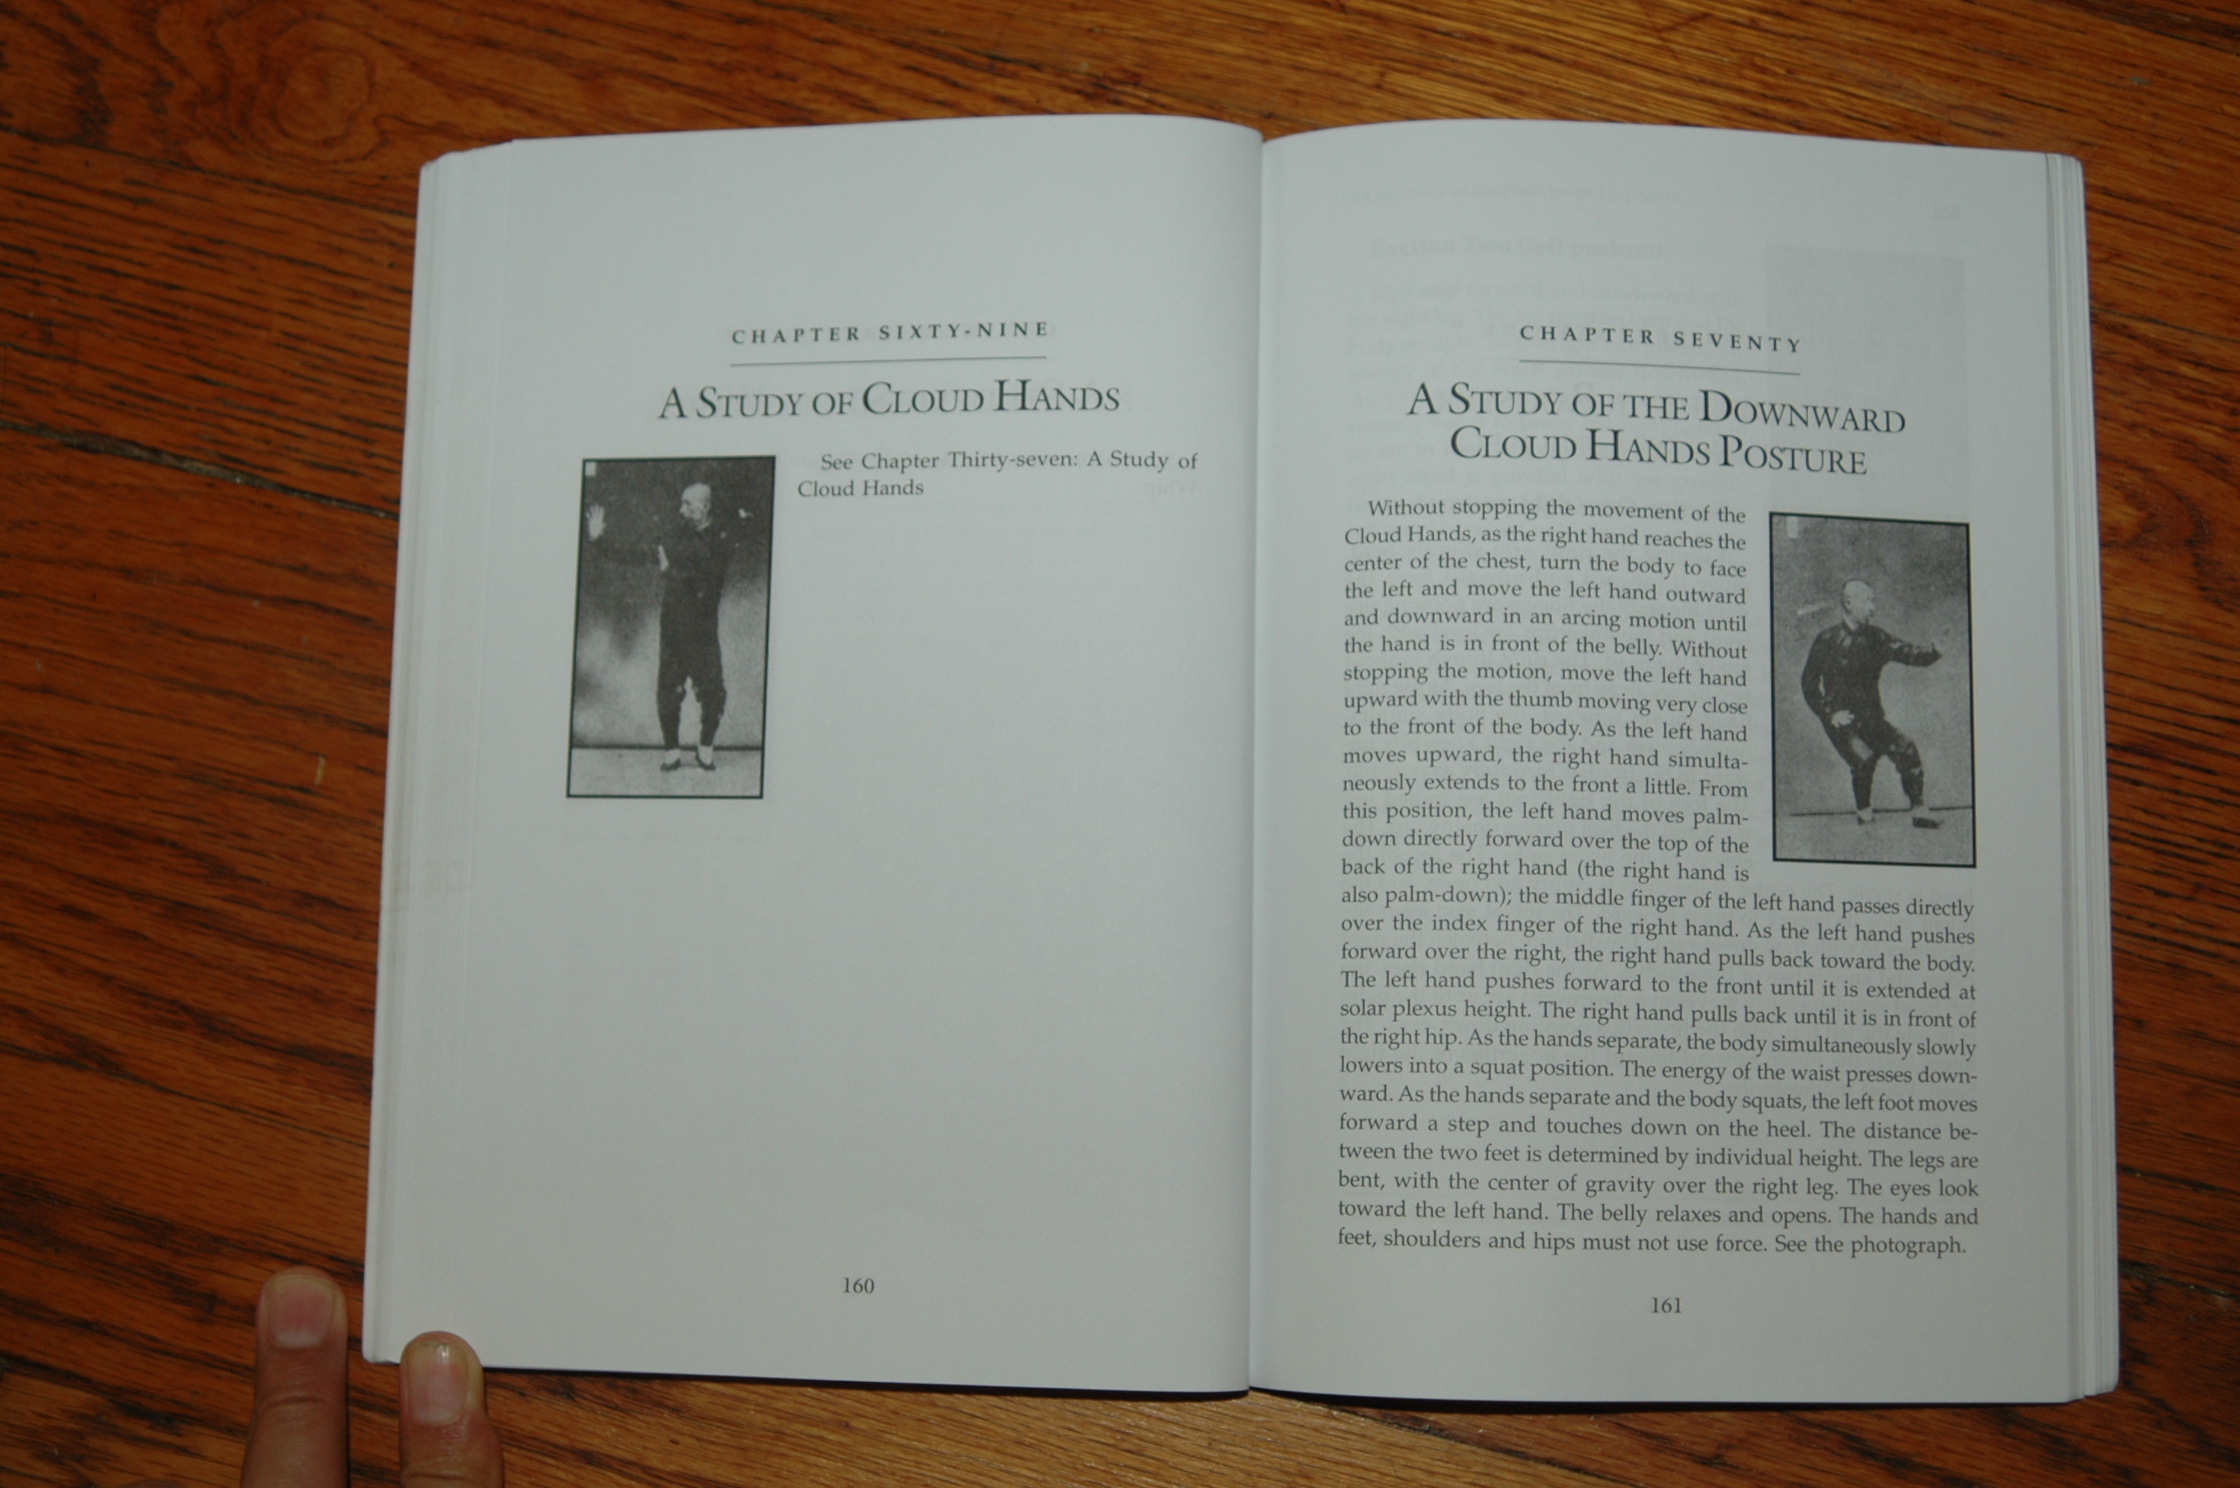 CHAPTER SIXTY-NINE
A STUDY OF CLOUD HANDS
See Chapter Thirty-seven: A Study of
Cloud Hands
160
CHAPTER SEVENTY
A STUDY OF THE DOWNWARD
CLOUD HANDS POSTURE
Without stopping the movement of the
Cloud Hands, as the right hand reaches the
center of the chest, turn the body to face
the left and move the left hand outward
and downward in an arcing motion until
the hand is in front of the belly. Without
stopping the motion, move the left hand
upward with the thumb moving very close
to the front of the body. As the left hand
moves upward, the right hand simulta-
neously extends to the front a little. From
this position, the left hand moves palm-
down directly forward over the top of the
back of the right hand (the right hand is
also palm-down); the middle finger of the left hand passes directly
over the index finger of the right hand. As the left hand pushes
forward over the right, the right hand pulls back toward the body.
The left hand pushes forward to the front until it is extended at
solar plexus height. The right hand pulls back until it is in front of
the right hip. As the hands separate, the body simultaneously slowly
lowers into a squat position. The energy of the waist presses down-
ward. As the hands separate and the body squats, the left foot moves
forward a step and touches down on the heel. The distance be-
tween the two feet is determined by individual height. The legs are
bent, with the center of gravity over the right leg. The eyes look
toward the left hand. The belly relaxes and opens. The hands and
feet, shoulders and hips must not use force. See the photograph.
161